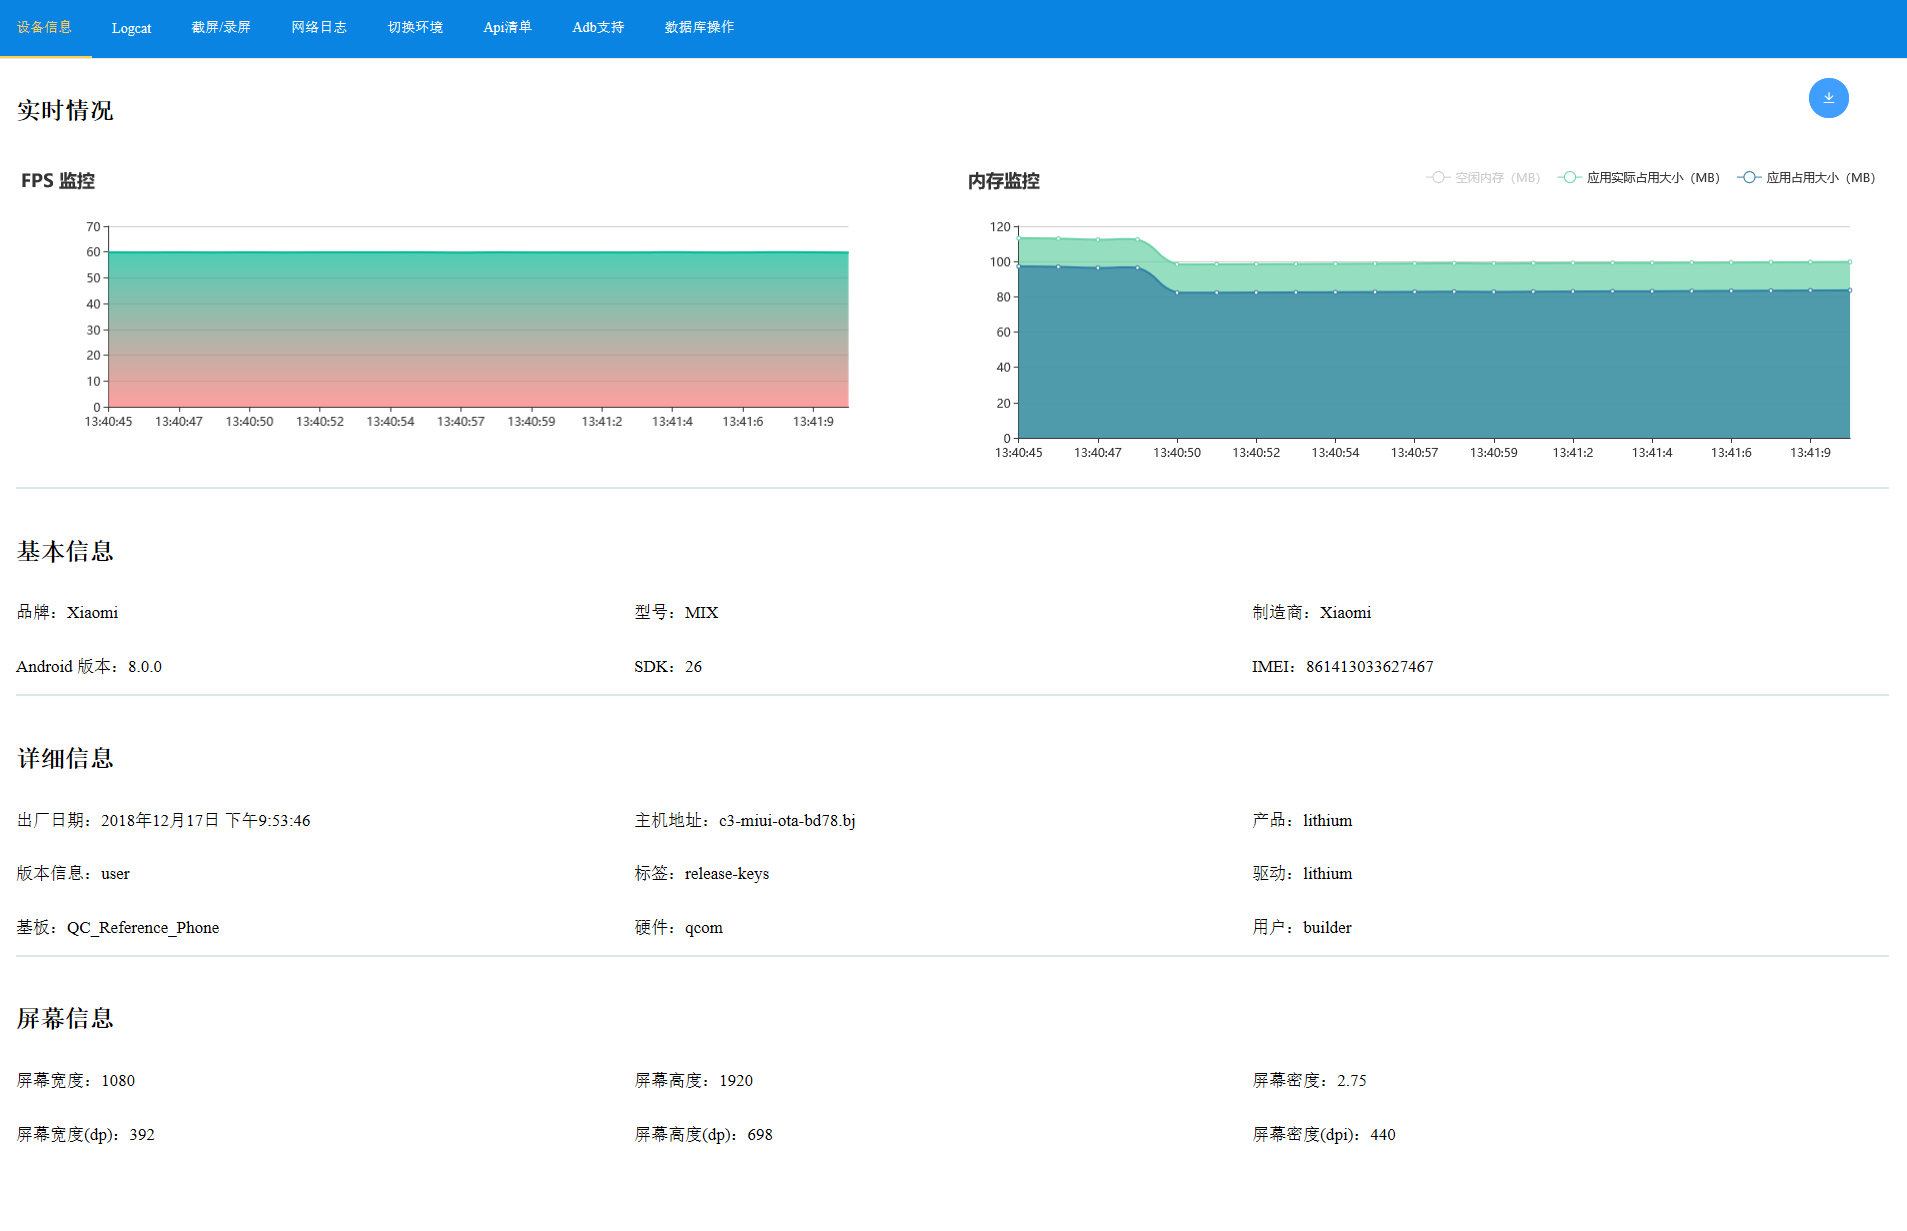 设备信息 Logcat 截屏/录屏 网络日志 切换环境 Api清单 Adb支持 数据库操作
实时情况
FPS 监控
70
60
50
40
30
20
10
0
13:40:45 13:40:47 13:40:50 13:40:52 13:40:54 13:40:57 13:40:59 13:41:2 13:41:4 13:41:6 13:41:9
内存监控
空闲内存（MB） 应用实际占用大小（MB） 应用占用大小（MB）
120
100
80
60
40
20
0
13:40:45 13:40:47 13:40:50 13:40:52 13:40:54 13:40:57 13:40:59 13:41:2 13:41:4 13:41:6 13:41:9
基本信息
品牌：Xiaomi 型号：MIX 制造商：Xiaomi
Android 版本：8.0.0 SDK：26 IMEI：861413033627467
详细信息
出厂日期：2018年12月17日 下午9:53:46 主机地址：c3-miui-ota-bd78.bj 产品：lithium
版本信息：user 标签：release-keys 驱动：lithium
基板：QC_Reference_Phone 硬件：qcom 用户：builder
屏幕信息
屏幕宽度：1080 屏幕高度：1920 屏幕密度：2.75
屏幕宽度(dp)：392 屏幕高度(dp)：698 屏幕密度(dpi)：440